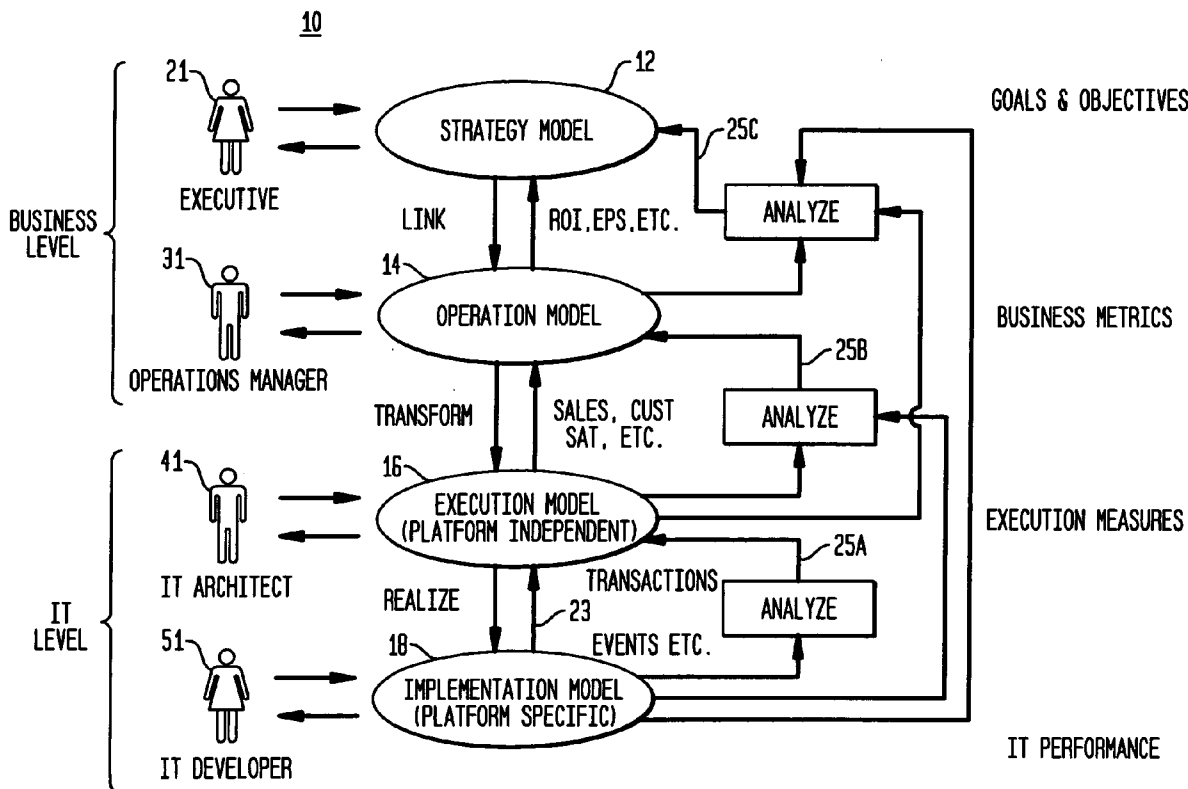 10
21
12
GOALS & OBJECTIVES
STRATEGY MODEL
25C
EXECUTIVE
LINK
ROI,EPS,ETC.
ANALYZE
BUSINESS
LEVEL
31
14
OPERATION MODEL
BUSINESS METRICS
25B
OPERATIONS MANAGER
TRANSFORM
SALES, CUST
SAT, ETC.
ANALYZE
41
16
EXECUTION MODEL
(PLATFORM INDEPENDENT)
EXECUTION MEASURES
25A
IT ARCHITECT
TRANSACTIONS
REALIZE
23
ANALYZE
IT
LEVEL
51
18
EVENTS ETC.
IMPLEMENTATION MODEL
(PLATFORM SPECIFIC)
IT DEVELOPER
IT PERFORMANCE